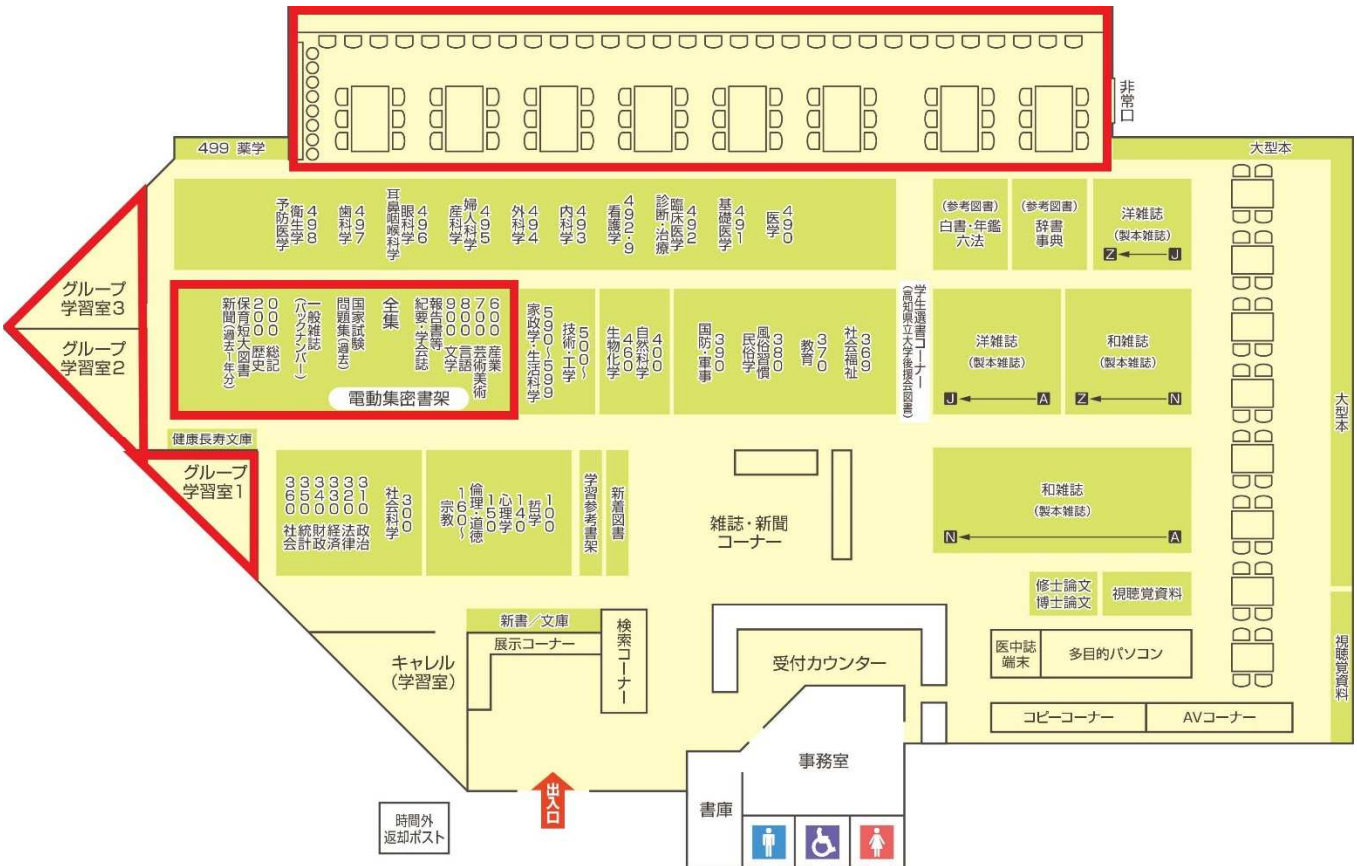 非常口
499 薬学
大型本
予防医学
衛生学
498
歯科学
497
耳鼻咽喉科学
眼科学
496
産科学
婦人科学
495
外科学
494
内科学
493
看護学
492・9
診断・治療
臨床医学
492
基礎医学
491
医学
490
(参考図書)
白書・年鑑
六法
(参考図書)
辞書
事典
洋雑誌
(製本雑誌)
Z J
グループ
学習室3
グループ
学習室2
新聞(過去1年分)
保育短大図書
200 歴史
000 総記
一般雑誌
(バックナンバー)
国家試験
問題集(過去)
全集
紀要・学会誌
報告書等
900 文学
800 言語
700 芸術美術
600 産業
電動集密書架
家政学・生活科学
590〜599
技術・工学
500〜
生物化学
460
自然科学
400
国防・軍事
390
民俗学
風俗習慣
380
教育
370
社会福祉
369
学生選書コーナー
(高知県立大学後援会図書)
洋雑誌
(製本雑誌)
J A
和雑誌
(製本雑誌)
Z N
大型本
健康長寿文庫
グループ
学習室1
360 社会
350 統計
340 財政
330 経済
320 法律
310 政治
社会科学
300
宗教
160〜
倫理・道徳
150
心理学
140
哲学
100
学習参考書架
新着図書
雑誌・新聞
コーナー
和雑誌
(製本雑誌)
N A
修士論文
博士論文
視聴覚資料
新書/文庫
展示コーナー
検索コーナー
キャレル
(学習室)
受付カウンター
医中誌
端末
多目的パソコン
視聴覚資料
コピーコーナー
AVコーナー
事務室
書庫
出入口
時間外
返却ポスト